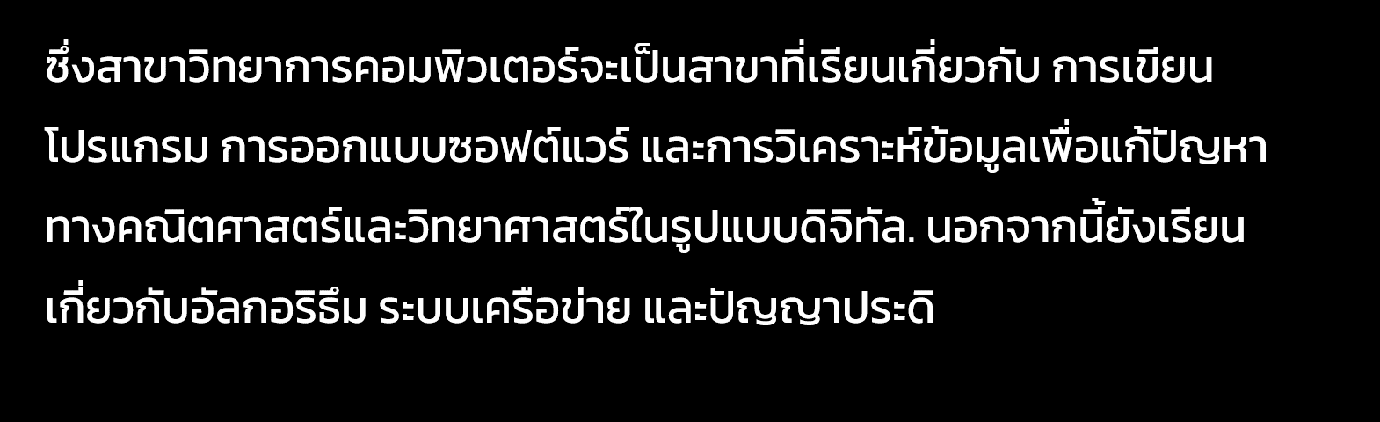 ซึ่งสาขาวิทยาการคอมพิวเตอร์จะเป็นสาขาที่เรียนเกี่ยวกับ การเขียน
โปรแกรม การออกแบบซอฟต์แวร์ และการวิเคราะห์ข้อมูลเพื่อแก้ปัญหา
ทางคณิตศาสตร์และวิทยาศาสตร์ในรูปแบบดิจิทัล. นอกจากนี้ยังเรียน
เกี่ยวกับอัลกอริธึม ระบบเครือข่าย และปัญญาประดิ